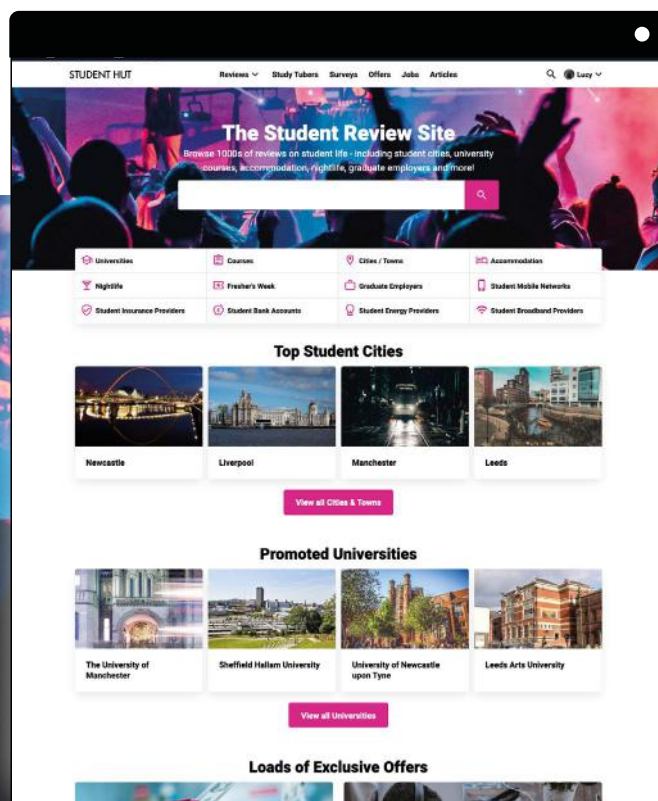 STUDENT HUT Reviews Study Tubers Surveys Offers Jobs Articles Lucy
The Student Review Site
Browse 1000s of reviews on student life - including student cities, university
courses, accommodation, nightlife, graduate employers and more!
Universities Courses Cities / Towns Accommodation
Nightlife Fresher's Week Graduate Employers Student Mobile Networks
Student Insurance Providers Student Bank Accounts Student Energy Providers Student Broadband Providers
Top Student Cities
Newcastle Liverpool Manchester Leeds
View all Cities & Towns
Promoted Universities
The University of Manchester
Sheffield Hallam University
University of Newcastle upon Tyne
Leeds Arts University
View all Universities
Loads of Exclusive Offers